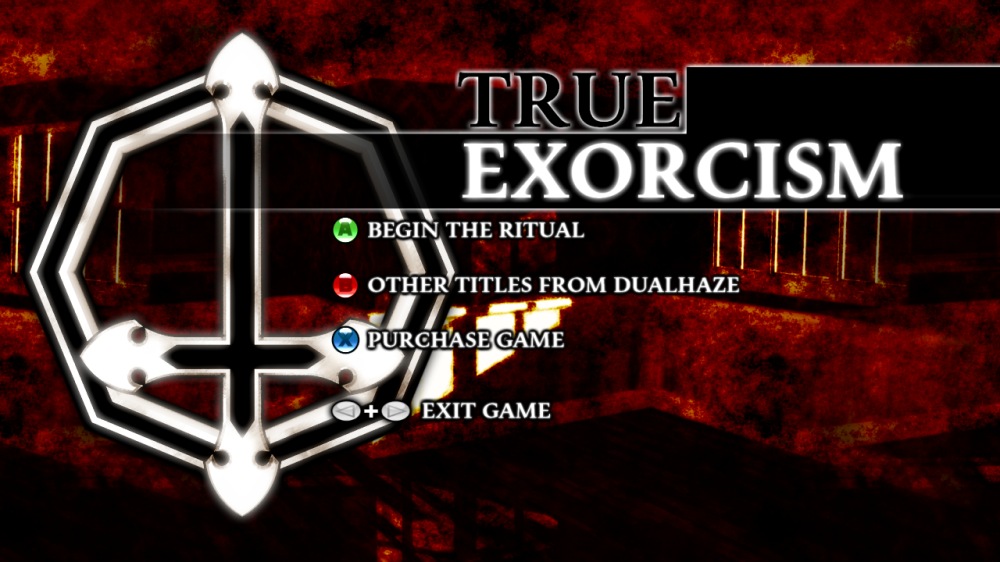 TRUE
EXORCISM
A BEGIN THE RITUAL
B OTHER TITLES FROM DUALHAZE
X PURCHASE GAME
+ EXIT GAME